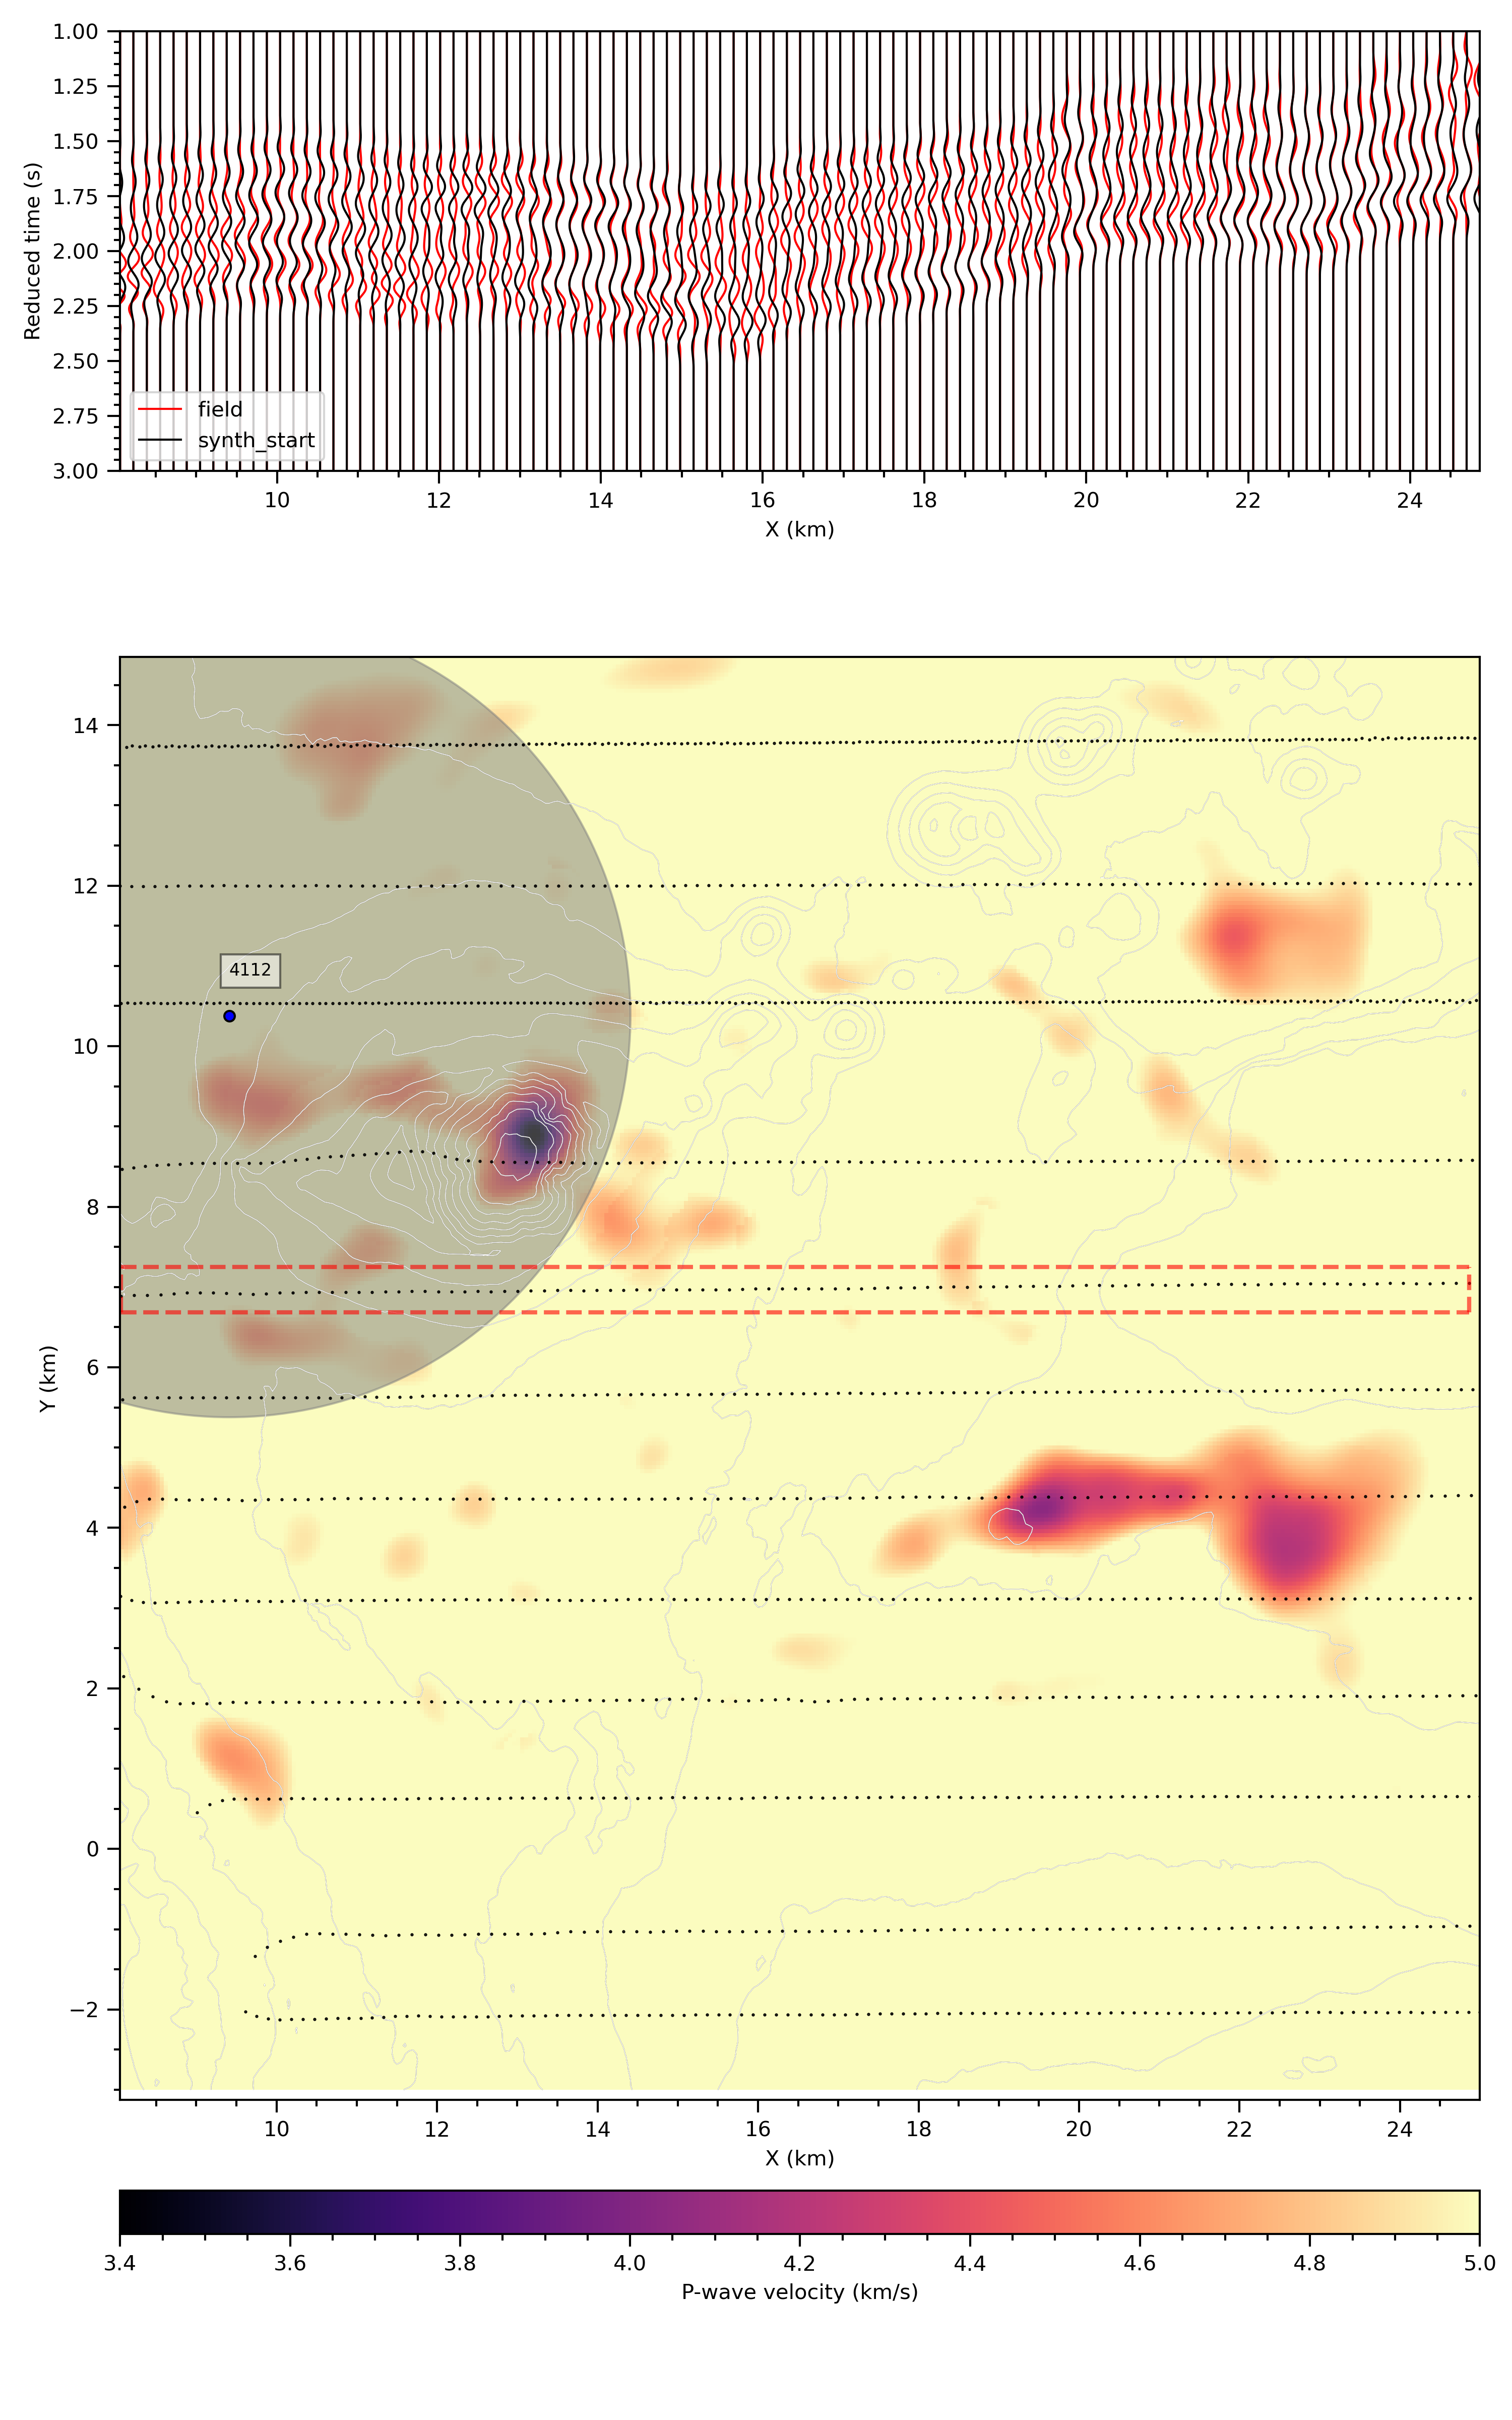 1.00
1.25
1.50
1.75
2.00
2.25
2.50
2.75
3.00
Reduced time (s)
field
synth_start
10 12 14 16 18 20 22 24
X (km)
14
12
10
8
6
4
2
0
−2
Y (km)
4112
10 12 14 16 18 20 22 24
X (km)
3.4 3.6 3.8 4.0 4.2 4.4 4.6 4.8 5.0
P-wave velocity (km/s)